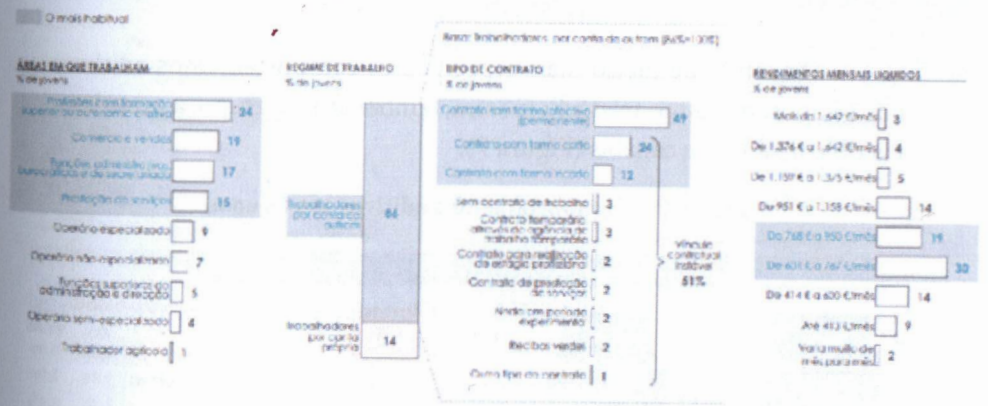 O mais habitual
Base: Trabalhadores por conta de outrem (86%=100%)
ÁREAS EM QUE TRABALHAM
% de jovens
Profissões com formação
superior ou autonomia criativa 24
Comércio e vendas 19
Funções administrativas,
burocráticas e de secretariado 17
Prestação de serviços 15
Operário especializado 9
Operário não especializado 7
Funções superiores de
administração e direcção 5
Operário semi-especializado 4
Trabalhador agrícola 1
REGIME DE TRABALHO
% de jovens
Trabalhadores
por conta de
outrem
86
Trabalhadores
por conta
própria
14
TIPO DE CONTRATO
% de jovens
Contrato sem termo/efectivo
(permanente) 49
Contrato com termo certo 24
Contrato com termo incerto 12
Sem contrato de trabalho 3
Contrato temporário
através de agência de
trabalho temporário 3
Contrato para realização
de estágio profissional 2
Contrato de prestação
de serviços 2
Ainda em período
experimental 2
Recibos verdes 2
Outro tipo de contrato 1
Vínculo
contratual
instável
51%
RENDIMENTOS MENSAIS LIQUIDOS
% de jovens
Mais de 1.642 €/mês 3
De 1.376 € a 1.642 €/mês 4
De 1.159 € a 1.375 €/mês 5
De 951 € a 1.158 €/mês 14
De 768 € a 950 €/mês 19
De 601 € a 767 €/mês 30
De 414 € a 600 €/mês 14
Até 413 €/mês 9
Varia muito de
mês para mês 2